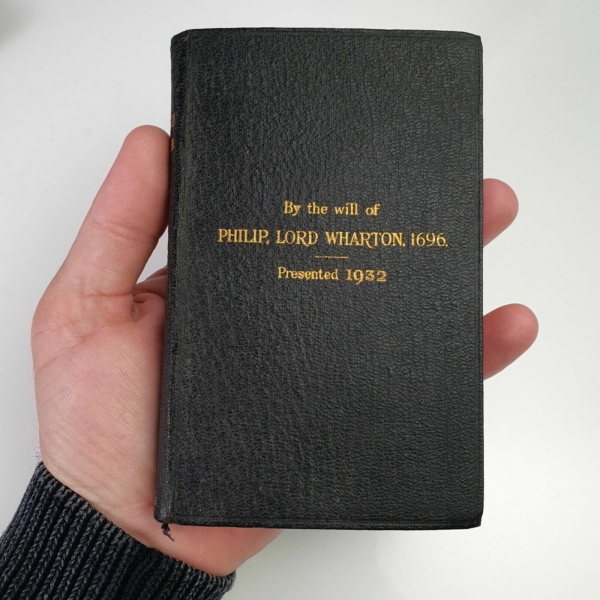 By the will of
PHILIP, LORD WHARTON, 1696.
Presented 1932